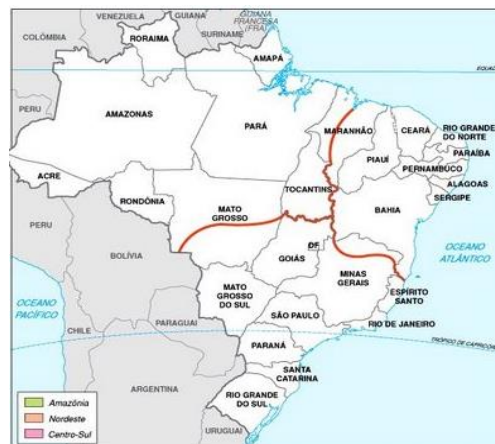 VENEZUELA
GUIANA
GUIANA
FRANCESA
(FRA)
COLÔMBIA
SURINAME
RORAIMA
AMAPÁ
EQUADOR
AMAZONAS
PARÁ
MARANHÃO
CEARÁ
RIO GRANDE
DO NORTE
PERU
PIAUÍ
PARAÍBA
PERNAMBUCO
ACRE
TOCANTINS
ALAGOAS
RONDÔNIA
MATO
GROSSO
SERGIPE
BAHIA
PERU
BOLÍVIA
DF
GOIÁS
OCEANO
ATLÂNTICO
MINAS
GERAIS
MATO
GROSSO
DO SUL
ESPÍRITO
SANTO
OCEANO
PACÍFICO
SÃO PAULO
RIO DE JANEIRO
CHILE
PARAGUAI
TRÓPICO DE CAPRICÓR
PARANÁ
SANTA
CATARINA
ARGENTINA
RIO GRANDE
DO SUL
URUGUAI
Amazônia
Nordeste
Centro-Sul